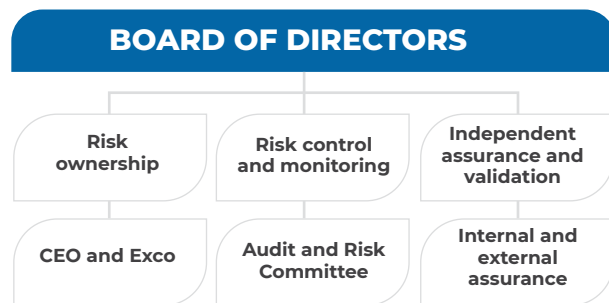 BOARD OF DIRECTORS
Risk
ownership
Risk control
and monitoring
Independent
assurance and
validation
CEO and Exco
Audit and Risk
Committee
Internal and
external
assurance